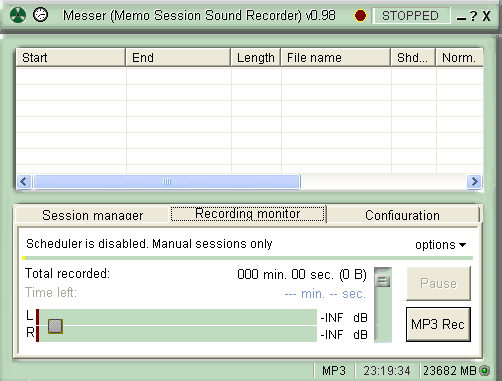 Messer (Memo Session Sound Recorder) v0.98 STOPPED _ ? X
Start End Length File name Shd... Norm.
Session manager Recording monitor Configuration
Scheduler is disabled. Manual sessions only options
Total recorded: 000 min. 00 sec. (0 B)
Pause
Time left: --- min. -- sec.
L -INF dB
MP3 Rec
R -INF dB
MP3 23:19:34 23682 MB